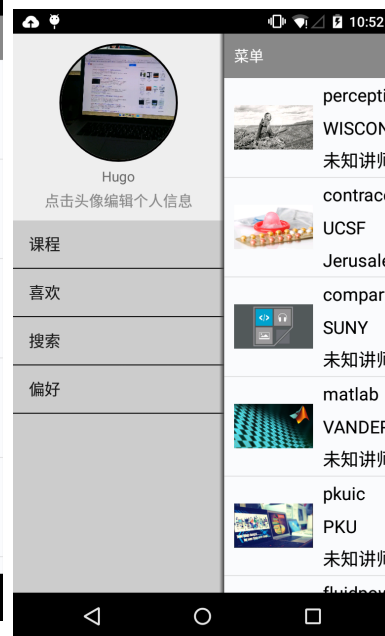 10:52
Hugo
点击头像编辑个人信息
课程
喜欢
搜索
偏好
菜单
percepti
WISCON
未知讲师
contrace
UCSF
Jerusale
compar
SUNY
未知讲师
matlab
VANDER
未知讲师
pkuic
PKU
未知讲师